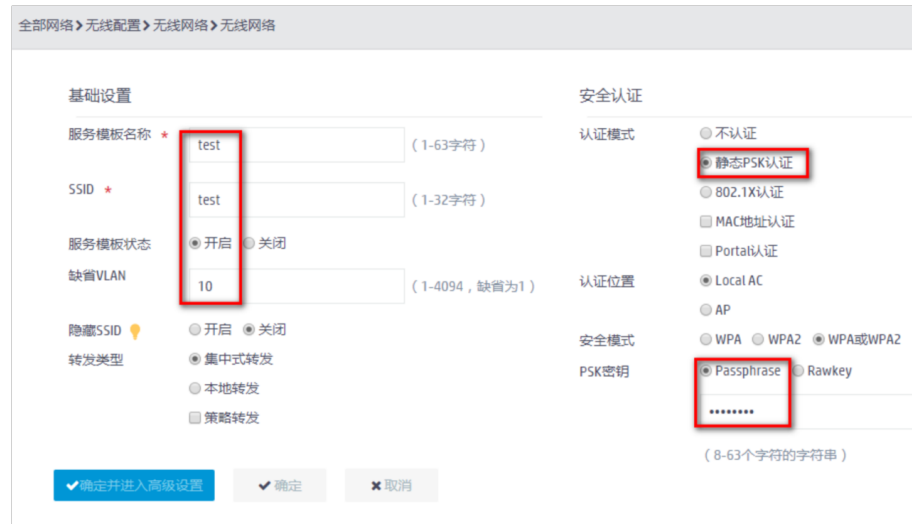 全部网络>无线配置>无线网络>无线网络
基础设置
服务模板名称 * test (1-63字符)
SSID * test (1-32字符)
服务模板状态 开启 关闭
缺省VLAN 10 (1-4094，缺省为1)
隐藏SSID 开启 关闭
转发类型 集中式转发
本地转发
策略转发
安全认证
认证模式 不认证
静态PSK认证
802.1X认证
MAC地址认证
Portal认证
认证位置 Local AC
AP
安全模式 WPA WPA2 WPA或WPA2
PSK密钥 Passphrase Rawkey
••••••••
(8-63个字符的字符串)
确定并进入高级设置 确定 取消